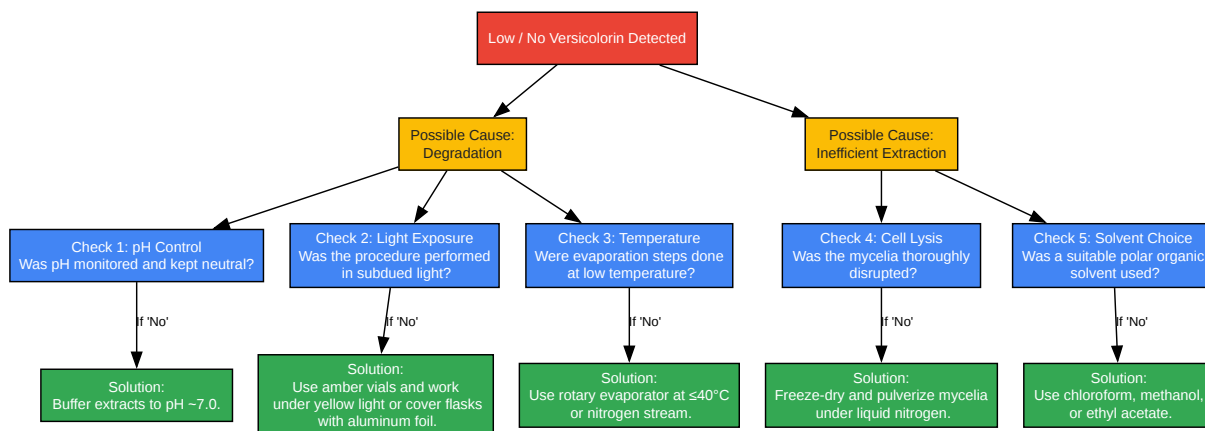 Low / No Versicolorin Detected
Possible Cause:
Degradation
Possible Cause:
Inefficient Extraction
Check 1: pH Control
Was pH monitored and kept neutral?
Check 2: Light Exposure
Was the procedure performed
in subdued light?
Check 3: Temperature
Were evaporation steps done
at low temperature?
Check 4: Cell Lysis
Was the mycelia thoroughly
disrupted?
Check 5: Solvent Choice
Was a suitable polar organic
solvent used?
If 'No'
If 'No'
If 'No'
If 'No'
If 'No'
Solution:
Buffer extracts to pH ~7.0.
Solution:
Use amber vials and work
under yellow light or cover flasks
with aluminum foil.
Solution:
Use rotary evaporator at ≤40°C
or nitrogen stream.
Solution:
Freeze-dry and pulverize mycelia
under liquid nitrogen.
Solution:
Use chloroform, methanol,
or ethyl acetate.